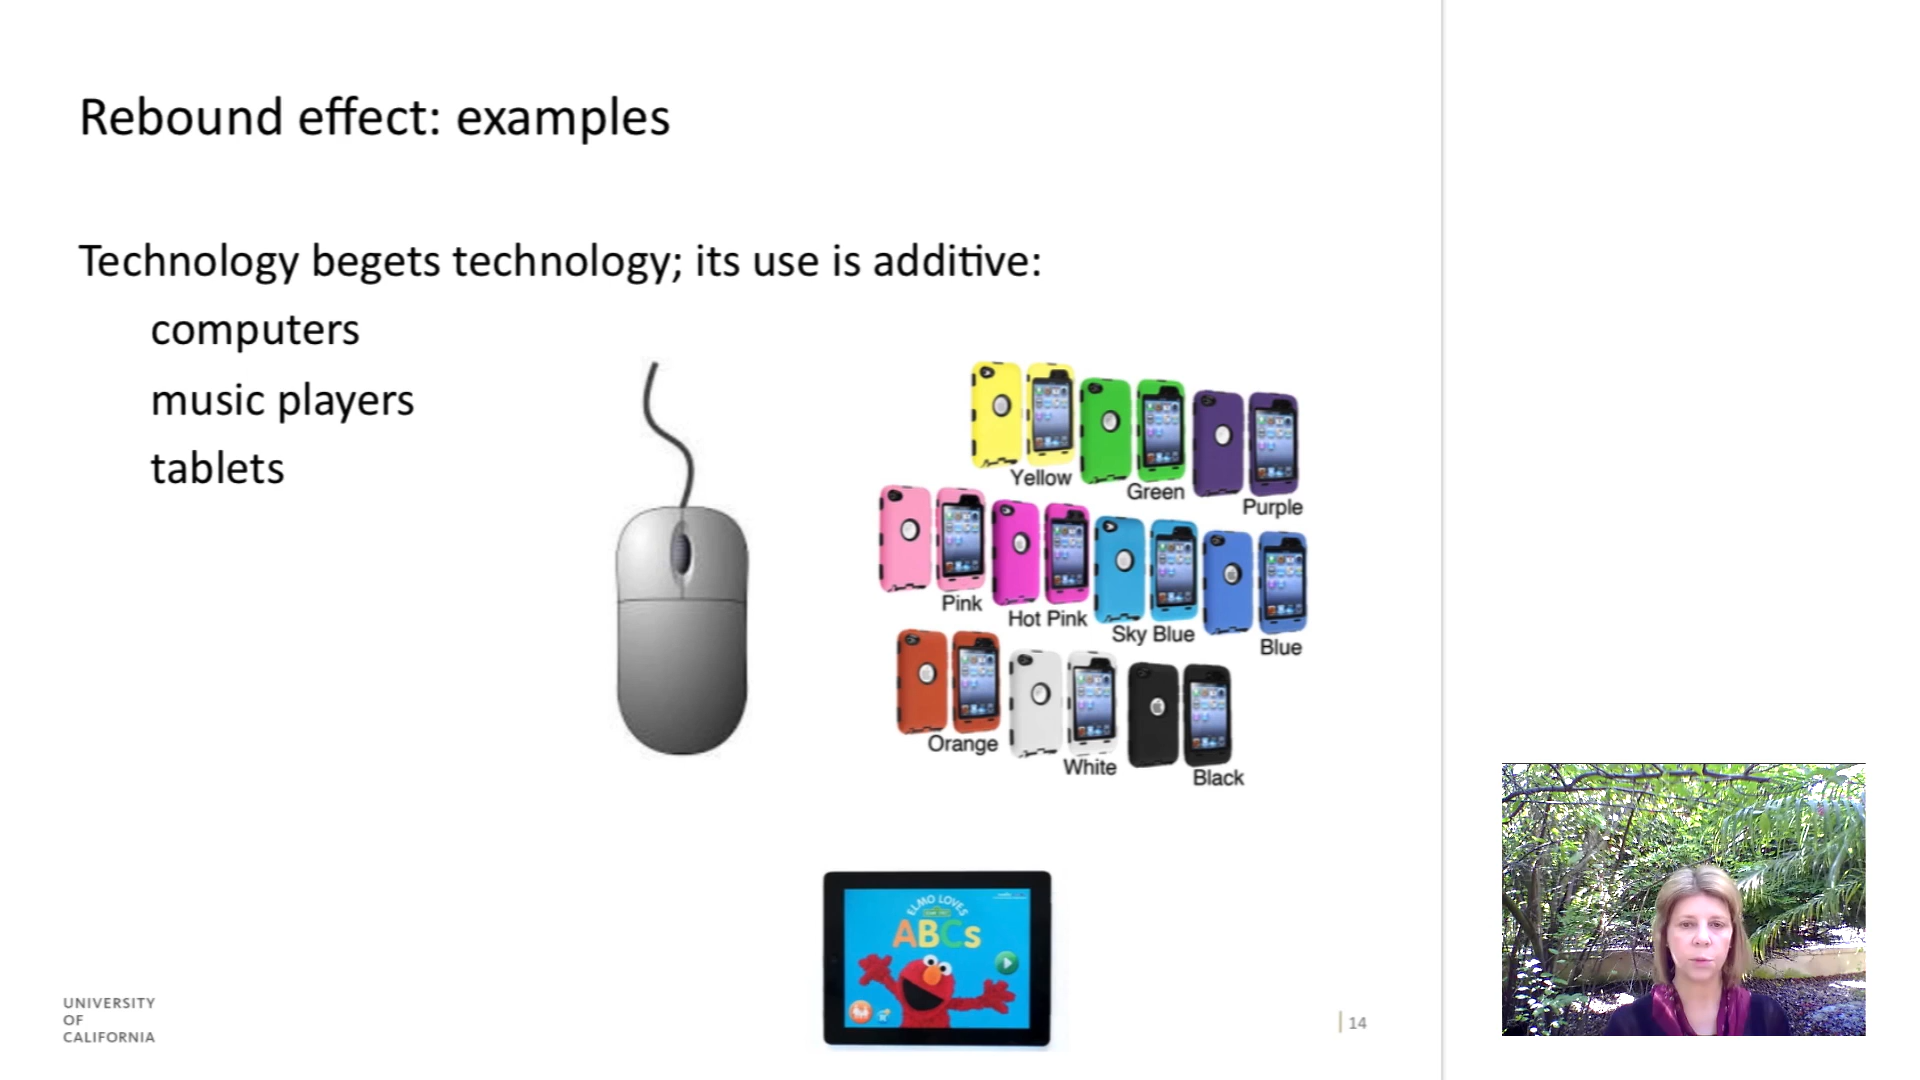 Rebound effect: examples
Technology begets technology; its use is additive:
computers
music players
tablets
Yellow
Green
Purple
Pink
Hot Pink
Sky Blue
Blue
Orange
White
Black
ELMO LOVES
ABCs
UNIVERSITY
OF
CALIFORNIA
14